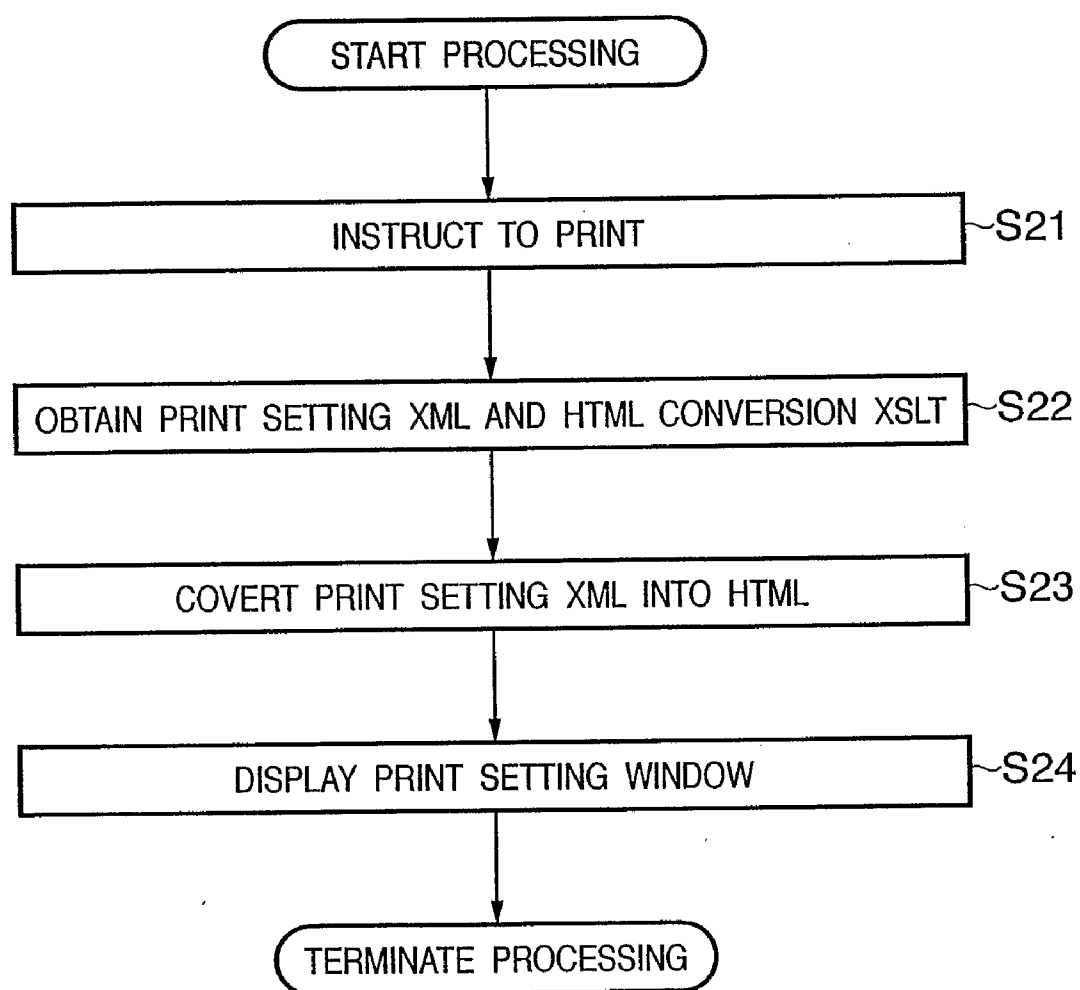 START PROCESSING
INSTRUCT TO PRINT
S21
OBTAIN PRINT SETTING XML AND HTML CONVERSION XSLT
S22
COVERT PRINT SETTING XML INTO HTML
S23
DISPLAY PRINT SETTING WINDOW
S24
TERMINATE PROCESSING